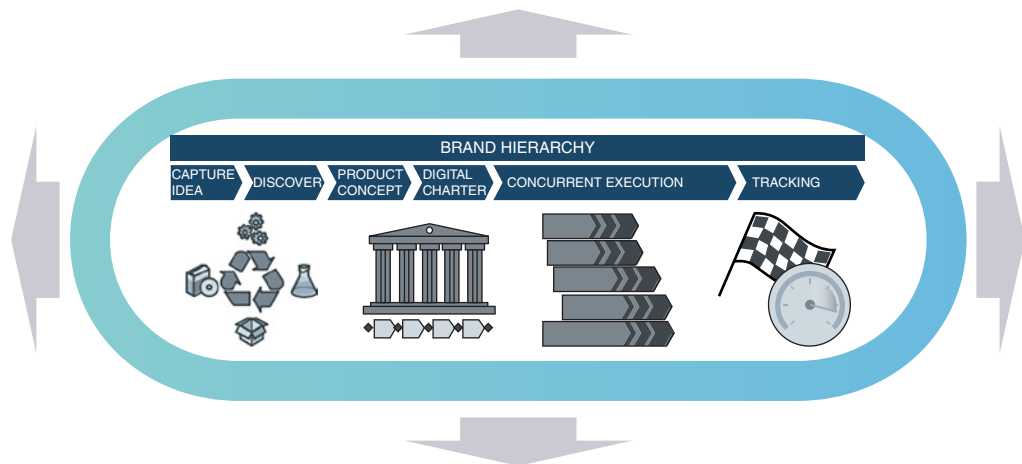 BRAND HIERARCHY
CAPTURE
IDEA
DISCOVER
PRODUCT
CONCEPT
DIGITAL
CHARTER
CONCURRENT EXECUTION
TRACKING